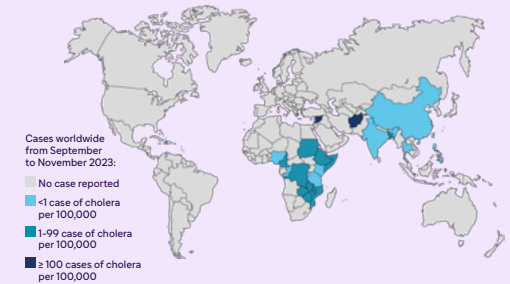 Cases worldwide
from September
to November 2023:
No case reported
<1 case of cholera
per 100,000
1-99 case of cholera
per 100,000
≥ 100 cases of cholera
per 100,000